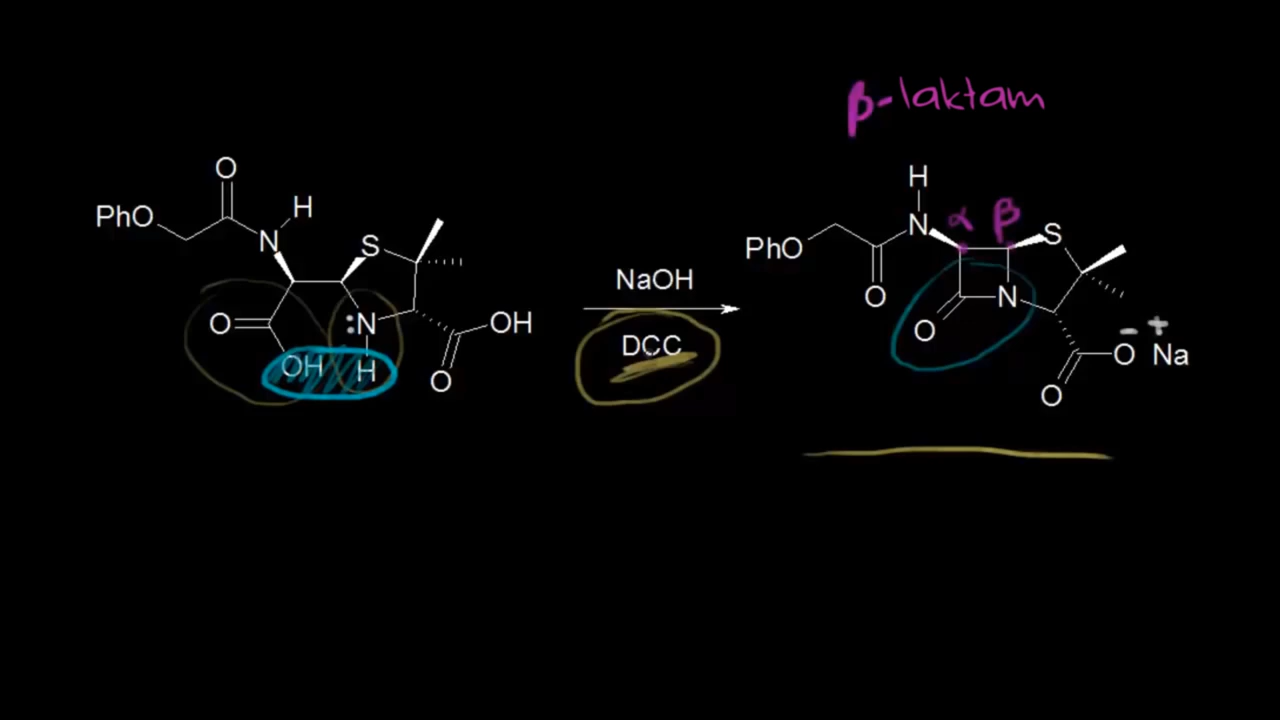 β-laktam
O
H
PhO
N
S
O
N
OH
OH
H
O
NaOH
DCC
H
N
α
β
S
PhO
O
N
O
O
- +
Na
O